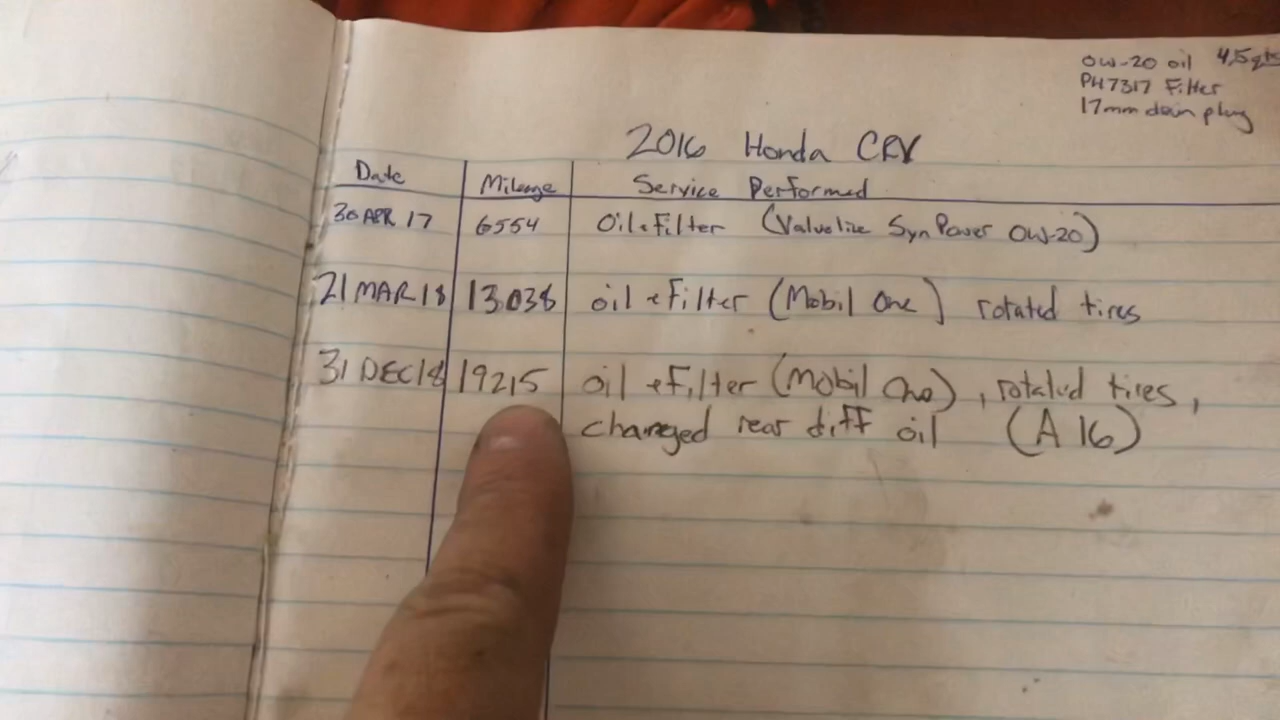 0W-20 oil 4.5qts
PH7317 Filter
17mm drain plug
2016 Honda CRV
Date Mileage Service Performed
30 APR 17 6554 Oil + Filter (Valvoline SynPower 0W-20)
21 MAR 18 13038 oil + Filter (Mobil One) rotated tires
31 DEC 18 19215 oil + Filter (Mobil One), rotated tires,
changed rear diff oil (A16)